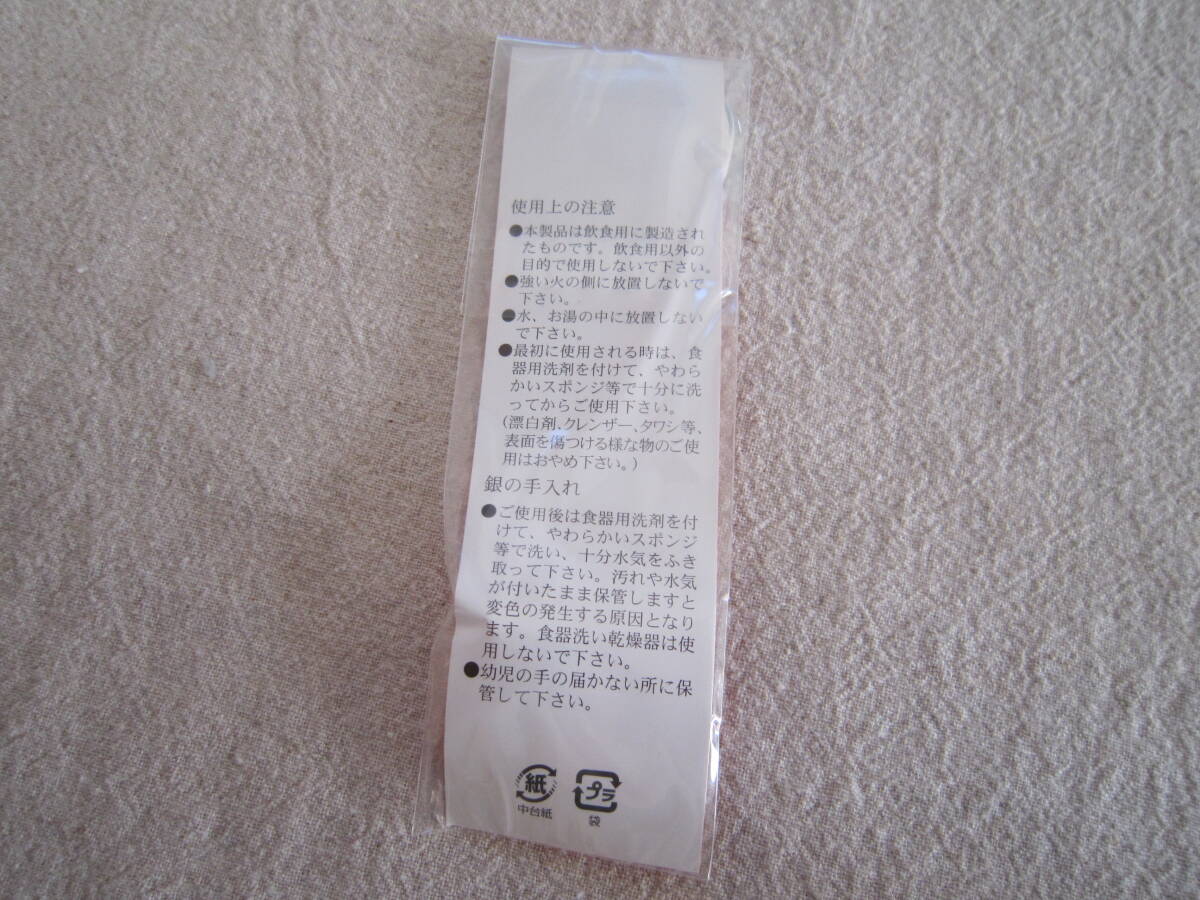 使用上の注意
●本製品は飲食用に製造され
たものです。飲食用以外の
目的で使用しないで下さい。
●強い火の側に放置しないで
下さい。
●水、お湯の中に放置しない
で下さい。
●最初に使用される時は、食
器用洗剤を付けて、やわら
かいスポンジ等で十分に洗
ってからご使用下さい。
(漂白剤、クレンザー、タワシ等、
表面を傷つける様な物のご使
用はおやめ下さい。)
銀の手入れ
●ご使用後は食器用洗剤を付
けて、やわらかいスポンジ
等で洗い、十分水気をふき
取って下さい。汚れや水気
が付いたまま保管しますと
変色の発生する原因となり
ます。食器洗い乾燥器は使
用しないで下さい。
●幼児の手の届かない所に保
管して下さい。
紙
中台紙
プラ
袋